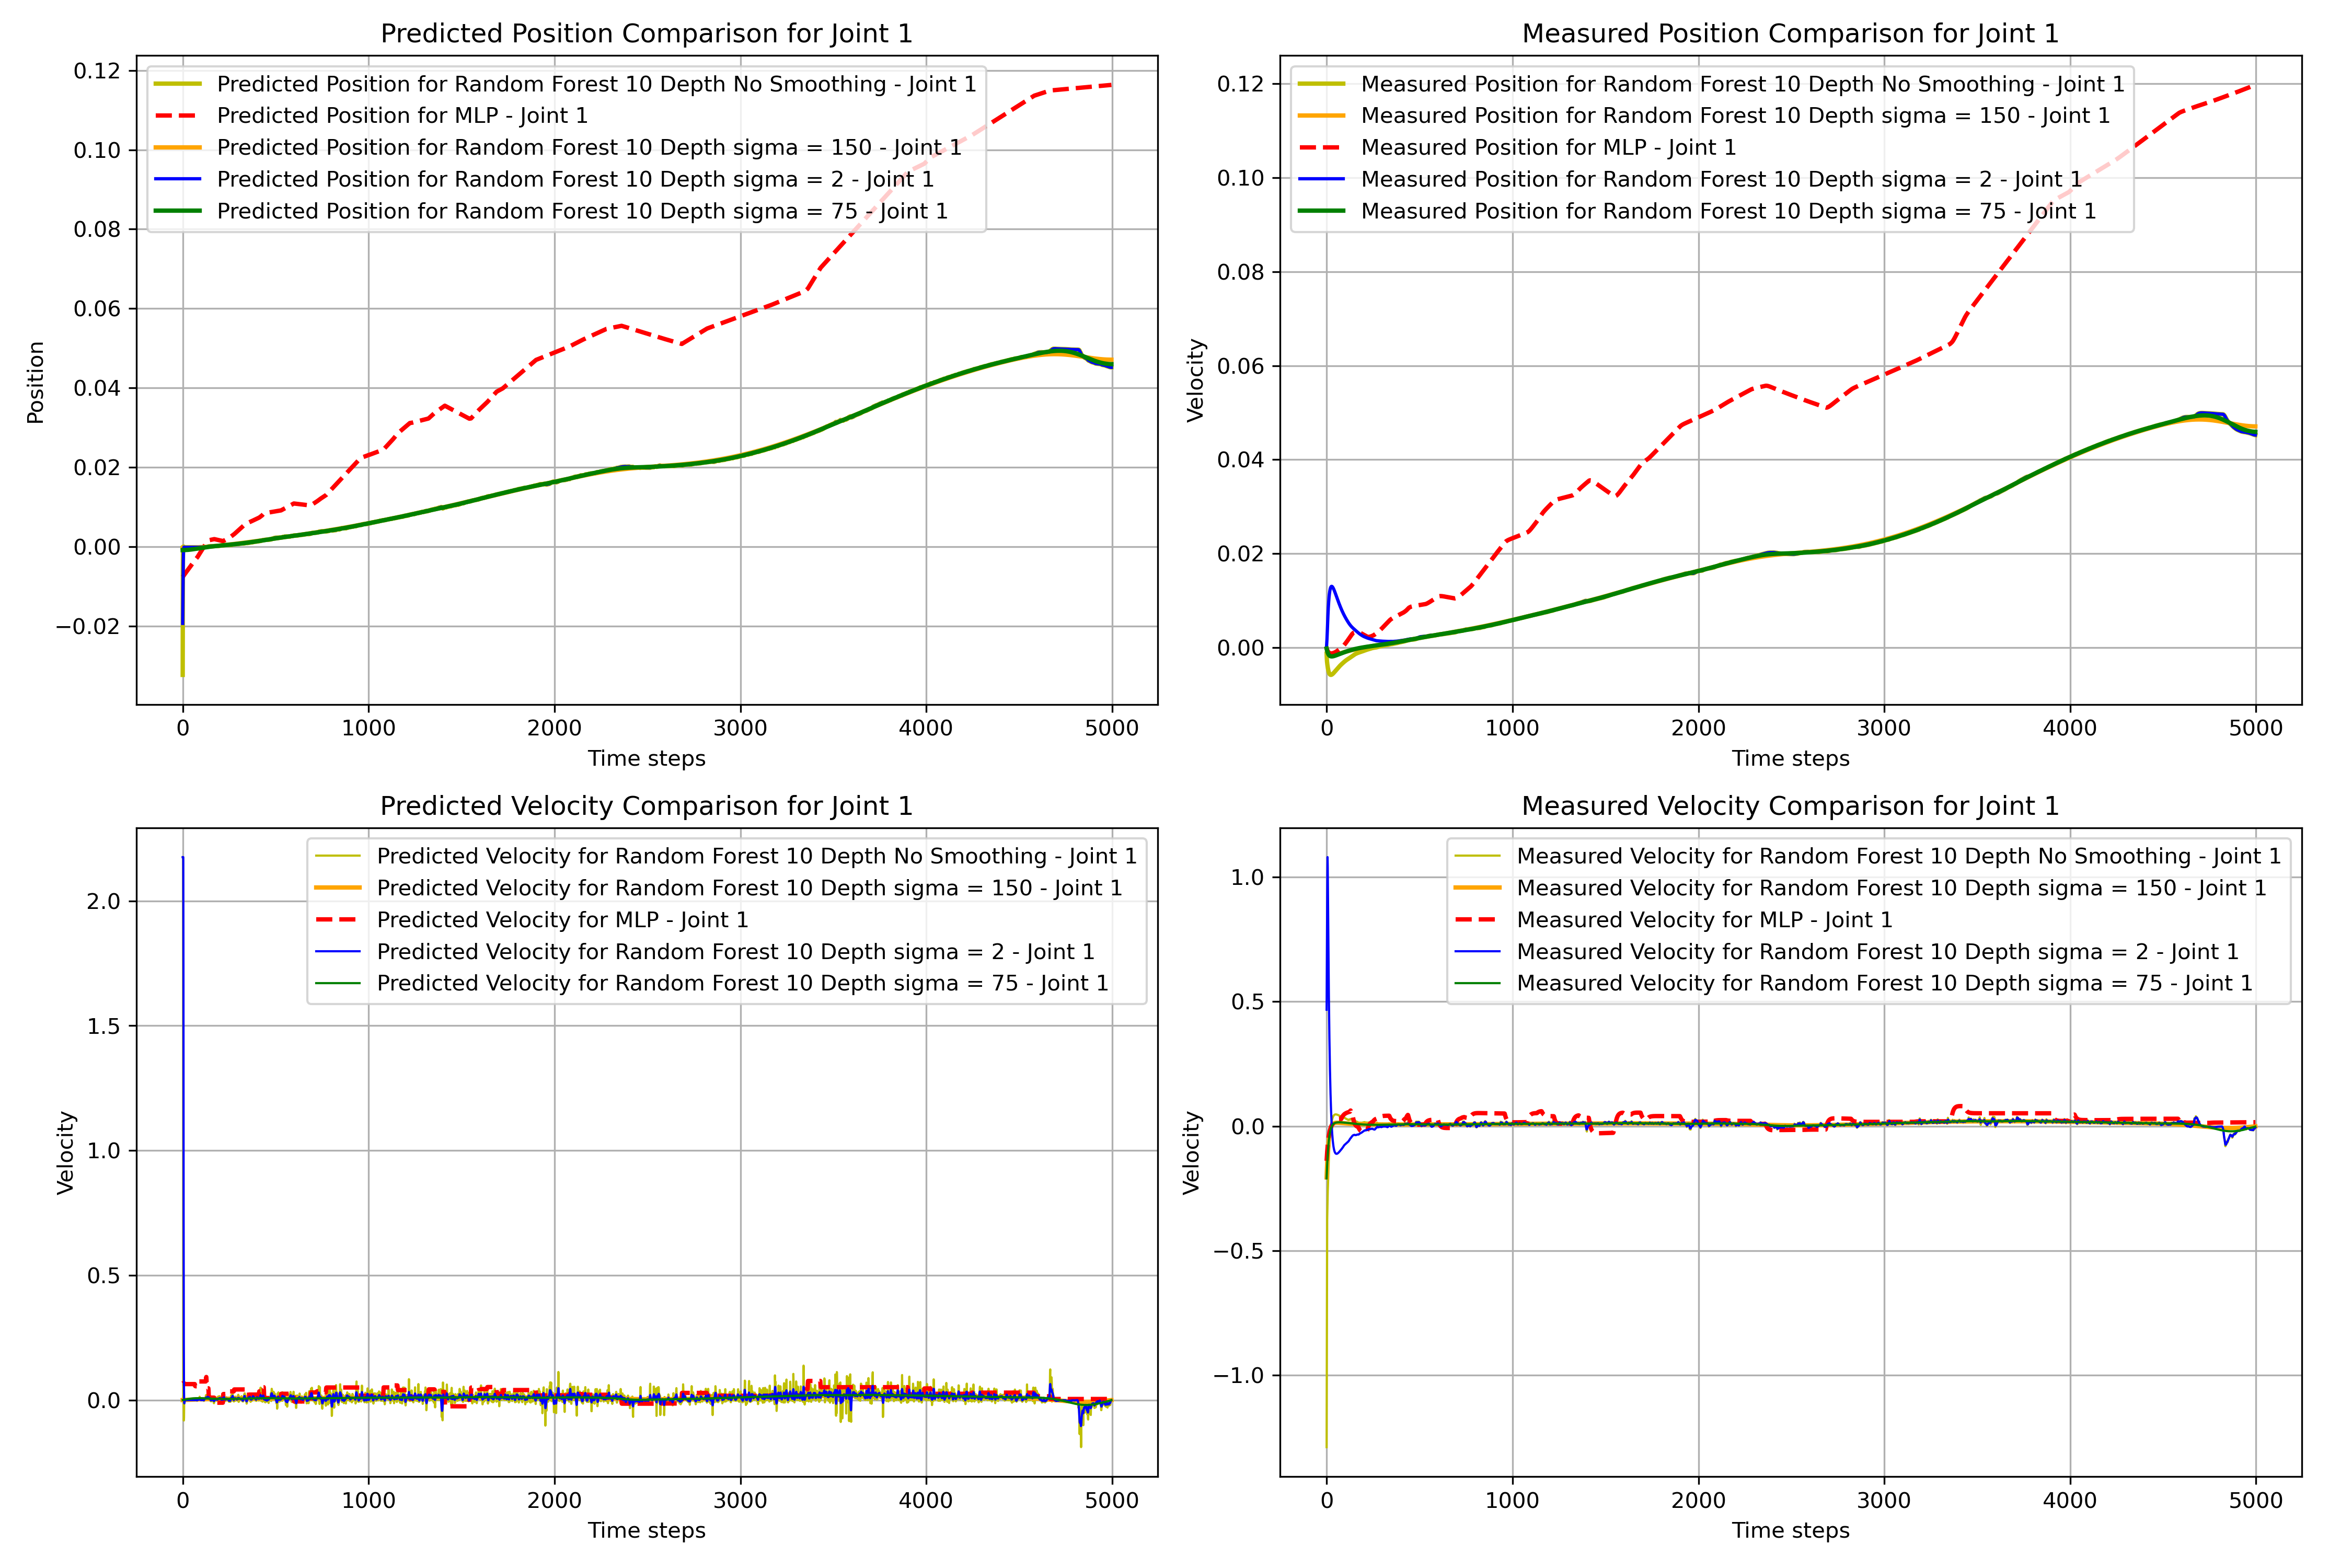 Predicted Position Comparison for Joint 1
0.12
0.10
0.08
0.06
0.04
0.02
0.00
−0.02
Position
Predicted Position for Random Forest 10 Depth No Smoothing - Joint 1
Predicted Position for MLP - Joint 1
Predicted Position for Random Forest 10 Depth sigma = 150 - Joint 1
Predicted Position for Random Forest 10 Depth sigma = 2 - Joint 1
Predicted Position for Random Forest 10 Depth sigma = 75 - Joint 1
0 1000 2000 3000 4000 5000
Time steps
Measured Position Comparison for Joint 1
0.12
0.10
0.08
0.06
0.04
0.02
0.00
Velocity
Measured Position for Random Forest 10 Depth No Smoothing - Joint 1
Measured Position for Random Forest 10 Depth sigma = 150 - Joint 1
Measured Position for MLP - Joint 1
Measured Position for Random Forest 10 Depth sigma = 2 - Joint 1
Measured Position for Random Forest 10 Depth sigma = 75 - Joint 1
0 1000 2000 3000 4000 5000
Time steps
Predicted Velocity Comparison for Joint 1
2.0
1.5
1.0
0.5
0.0
Velocity
Predicted Velocity for Random Forest 10 Depth No Smoothing - Joint 1
Predicted Velocity for Random Forest 10 Depth sigma = 150 - Joint 1
Predicted Velocity for MLP - Joint 1
Predicted Velocity for Random Forest 10 Depth sigma = 2 - Joint 1
Predicted Velocity for Random Forest 10 Depth sigma = 75 - Joint 1
0 1000 2000 3000 4000 5000
Time steps
Measured Velocity Comparison for Joint 1
1.0
0.5
0.0
−0.5
−1.0
Velocity
Measured Velocity for Random Forest 10 Depth No Smoothing - Joint 1
Measured Velocity for Random Forest 10 Depth sigma = 150 - Joint 1
Measured Velocity for MLP - Joint 1
Measured Velocity for Random Forest 10 Depth sigma = 2 - Joint 1
Measured Velocity for Random Forest 10 Depth sigma = 75 - Joint 1
0 1000 2000 3000 4000 5000
Time steps